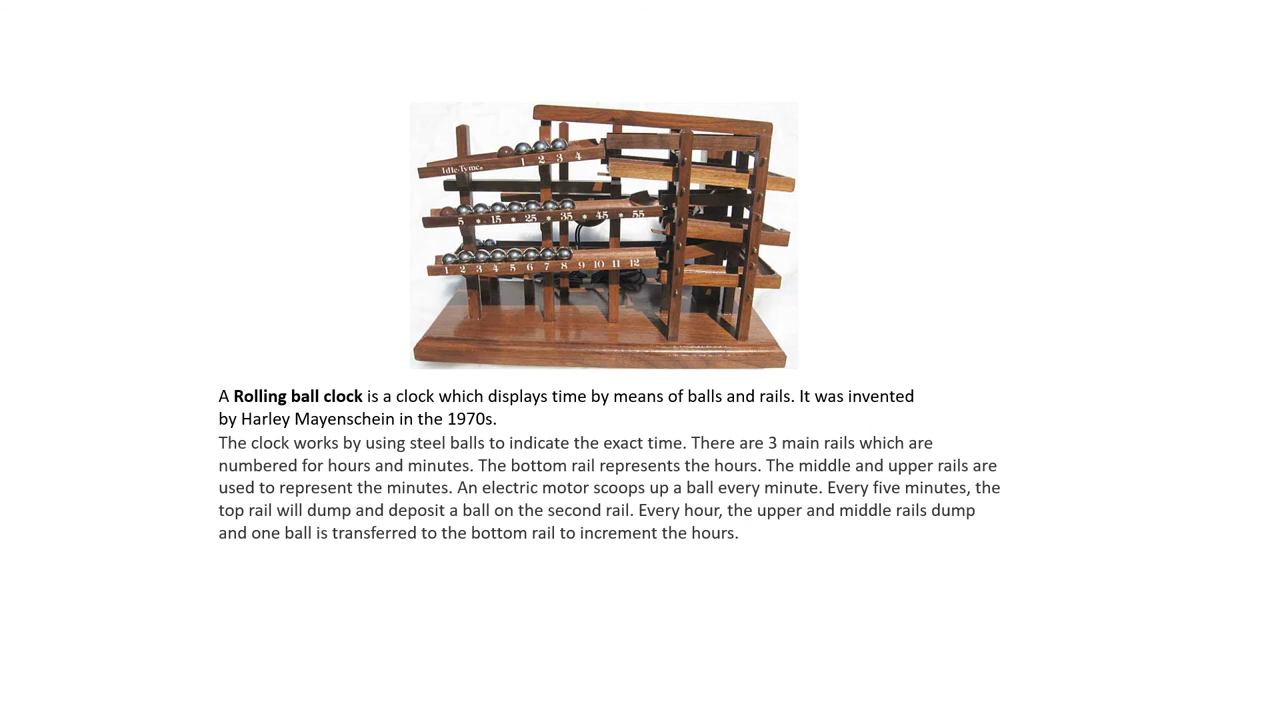 Idle-Tyme®
1 2 3 4
5 * 15 * 25 * 35 * 45 * 55
1 2 3 4 5 6 7 8 9 10 11 12
A Rolling ball clock is a clock which displays time by means of balls and rails. It was invented
by Harley Mayenschein in the 1970s.
The clock works by using steel balls to indicate the exact time. There are 3 main rails which are
numbered for hours and minutes. The bottom rail represents the hours. The middle and upper rails are
used to represent the minutes. An electric motor scoops up a ball every minute. Every five minutes, the
top rail will dump and deposit a ball on the second rail. Every hour, the upper and middle rails dump
and one ball is transferred to the bottom rail to increment the hours.